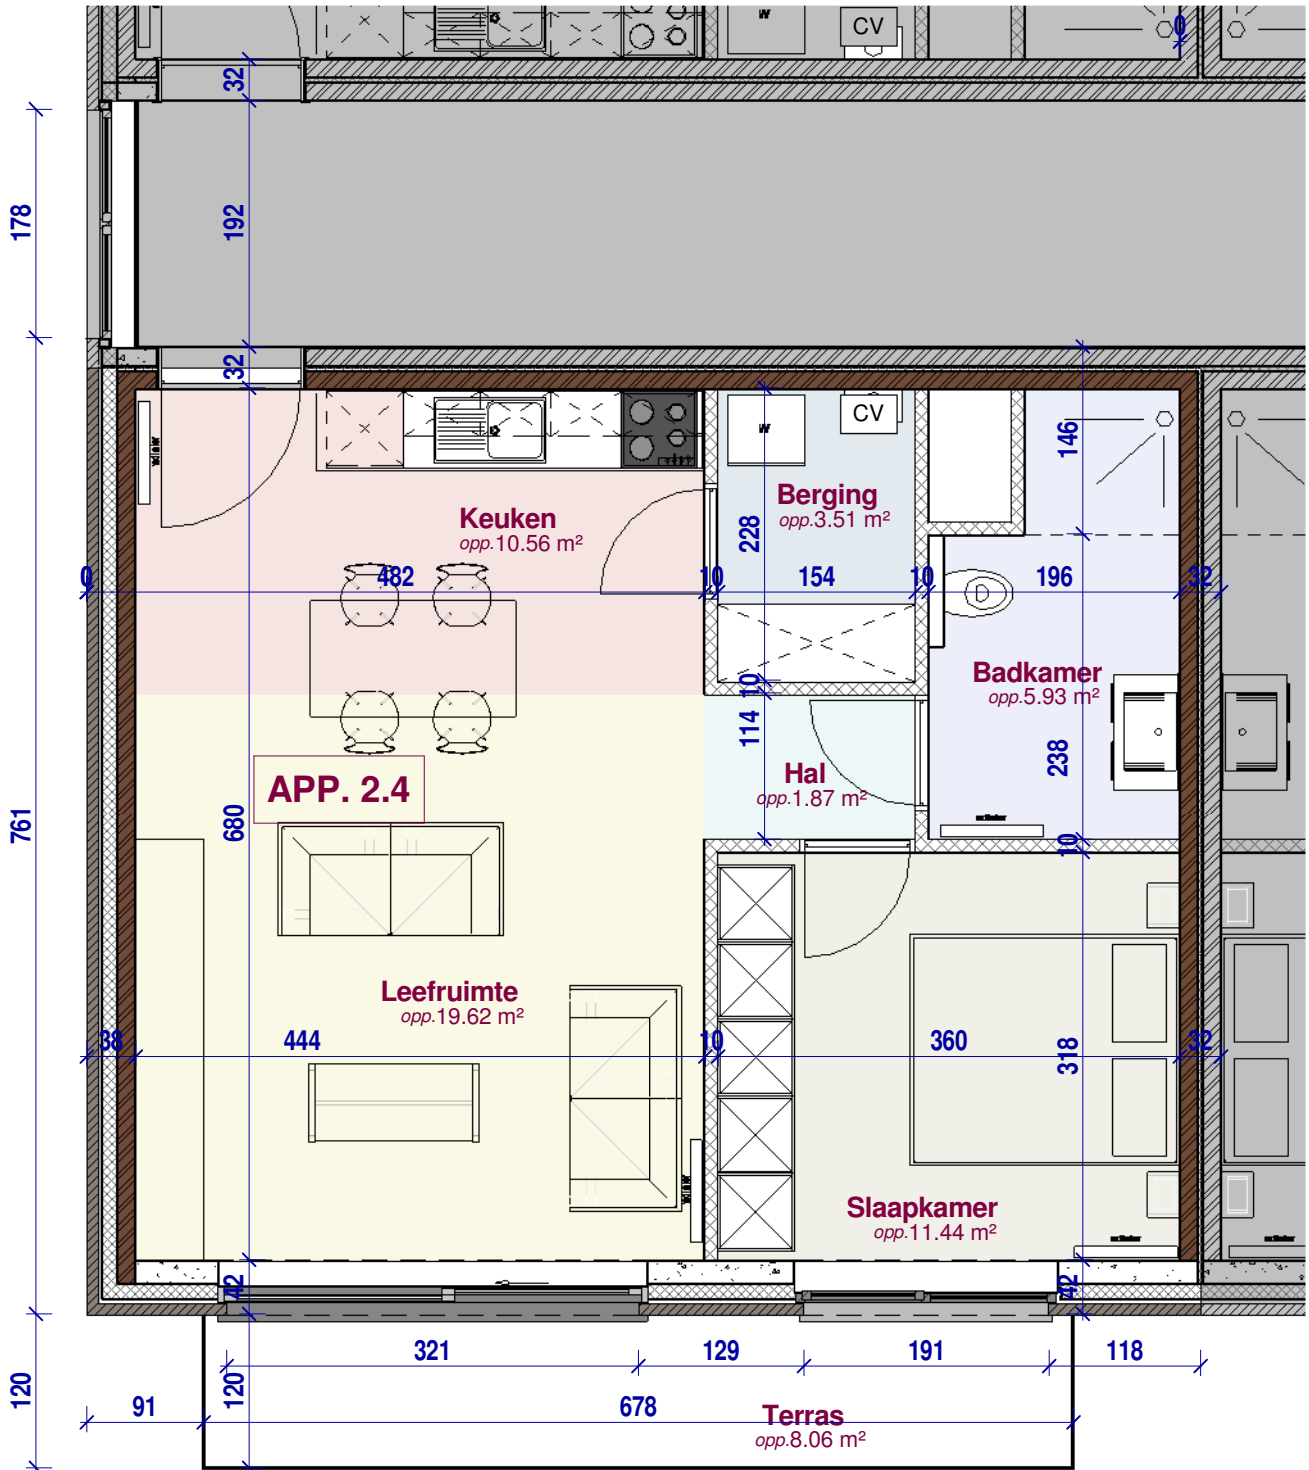 CV
0
32
178
192
32
CV
146
Berging
opp.3.51 m²
Keuken
opp.10.56 m²
228
0
482
10
154
10
196
32
Badkamer
opp.5.93 m²
10
114
238
Hal
opp.1.87 m²
APP. 2.4
761
680
10
Leefruimte
opp.19.62 m²
38
444
10
360
318
32
Slaapkamer
opp.11.44 m²
42
42
321
129
191
118
120
120
91
678
Terras
opp.8.06 m²